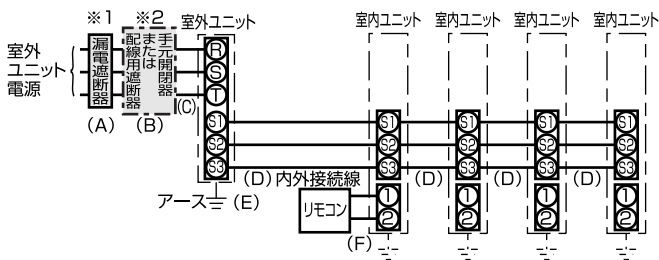 ※1 ※2 室外ユニット 室内ユニット 室内ユニット 室内ユニット 室内ユニット
室外
ユニット
電源
漏電遮断器
手元開閉器
または
配線用遮断器
(A) (B) (C)
R
S
T
S1 S1 S1 S1 S1
S2 S2 S2 S2 S2
S3 S3 S3 S3 S3
(D) 内外接続線 (D) (D) (D)
アース (E)
リモコン
(F)
1 1 1 1
2 2 2 2